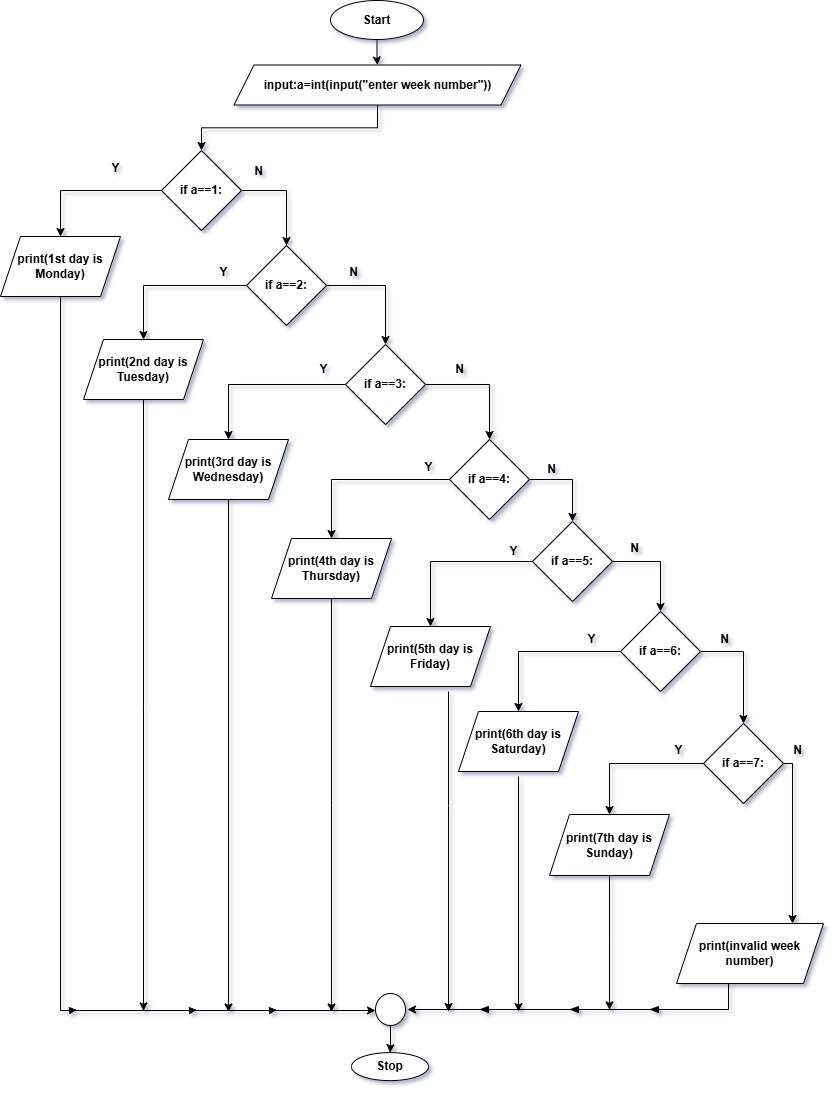 Start
input:a=int(input("enter week number"))
Y
N
if a==1:
print(1st day is
Monday)
Y
N
if a==2:
print(2nd day is
Tuesday)
Y
N
if a==3:
print(3rd day is
Wednesday)
Y
N
if a==4:
print(4th day is
Thursday)
Y
N
if a==5:
print(5th day is
Friday)
Y
N
if a==6:
print(6th day is
Saturday)
Y
N
if a==7:
print(7th day is
Sunday)
print(invalid week
number)
Stop